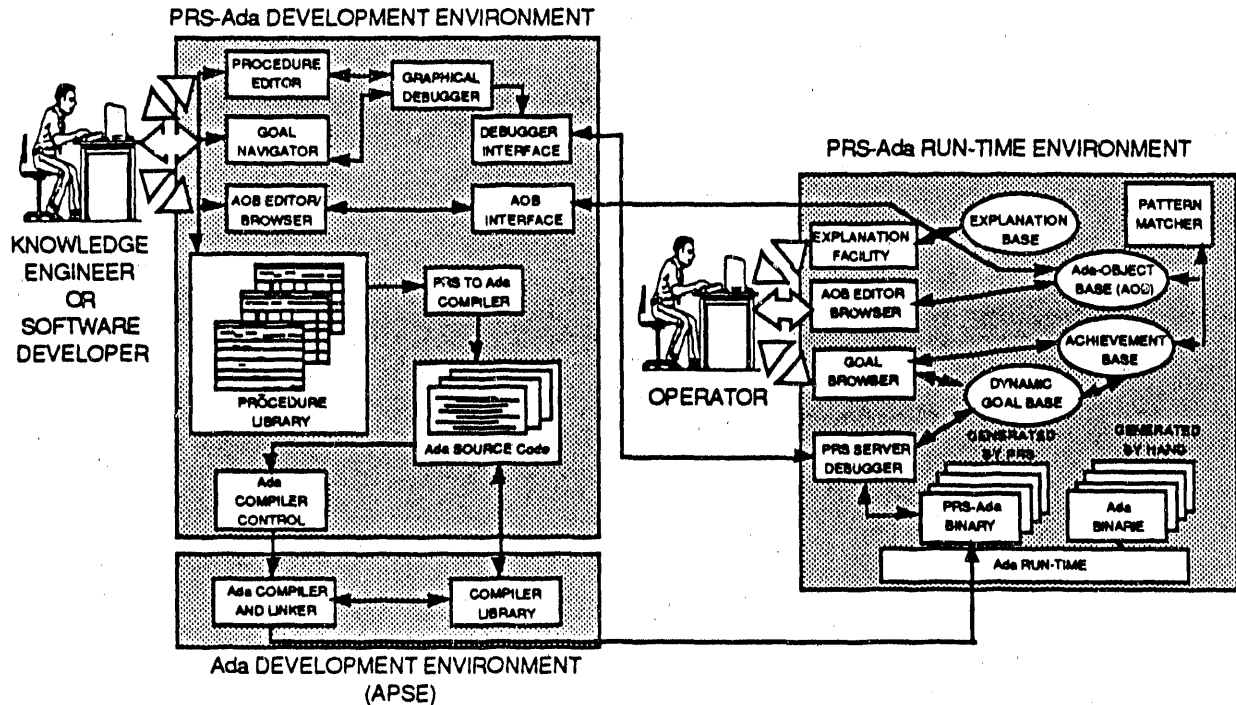 PRS-Ada DEVELOPMENT ENVIRONMENT
PROCEDURE
EDITOR
GRAPHICAL
DEBUGGER
GOAL
NAVIGATOR
DEBUGGER
INTERFACE
AOB EDITOR/
BROWSER
AOB
INTERFACE
KNOWLEDGE
ENGINEER
OR
SOFTWARE
DEVELOPER
PRS TO Ada
COMPILER
PROCEDURE
LIBRARY
Ada SOURCE Code
Ada
COMPILER
CONTROL
Ada COMPILER
AND LINKER
COMPILER
LIBRARY
Ada DEVELOPMENT ENVIRONMENT
(APSE)
PRS-Ada RUN-TIME ENVIRONMENT
EXPLANATION
FACILITY
EXPLANATION
BASE
PATTERN
MATCHER
AOB EDITOR
BROWSER
Ada-OBJECT
BASE (AOB)
GOAL
BROWSER
ACHIEVEMENT
BASE
OPERATOR
DYNAMIC
GOAL BASE
PRS SERVER
DEBUGGER
GENERATED
BY PRS
GENERATED
BY HAND
PRS-Ada
BINARY
Ada
BINARIE
Ada RUN-TIME